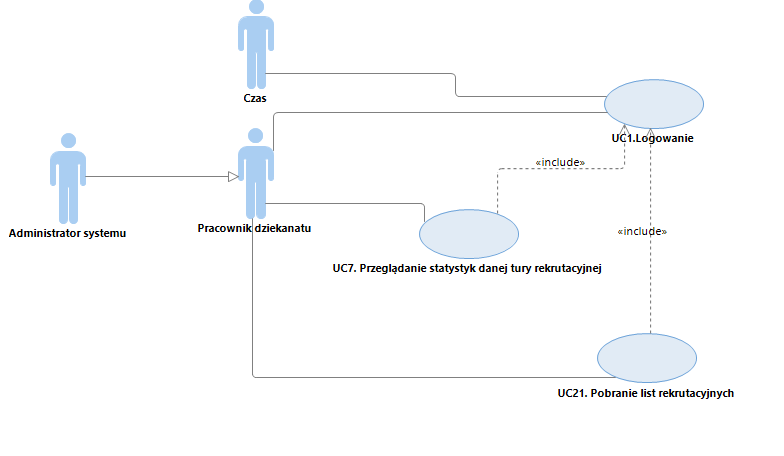 Czas
UC1.Logowanie
«include»
Pracownik dziekanatu
Administrator systemu
«include»
UC7. Przeglądanie statystyk danej tury rekrutacyjnej
UC21. Pobranie list rekrutacyjnych